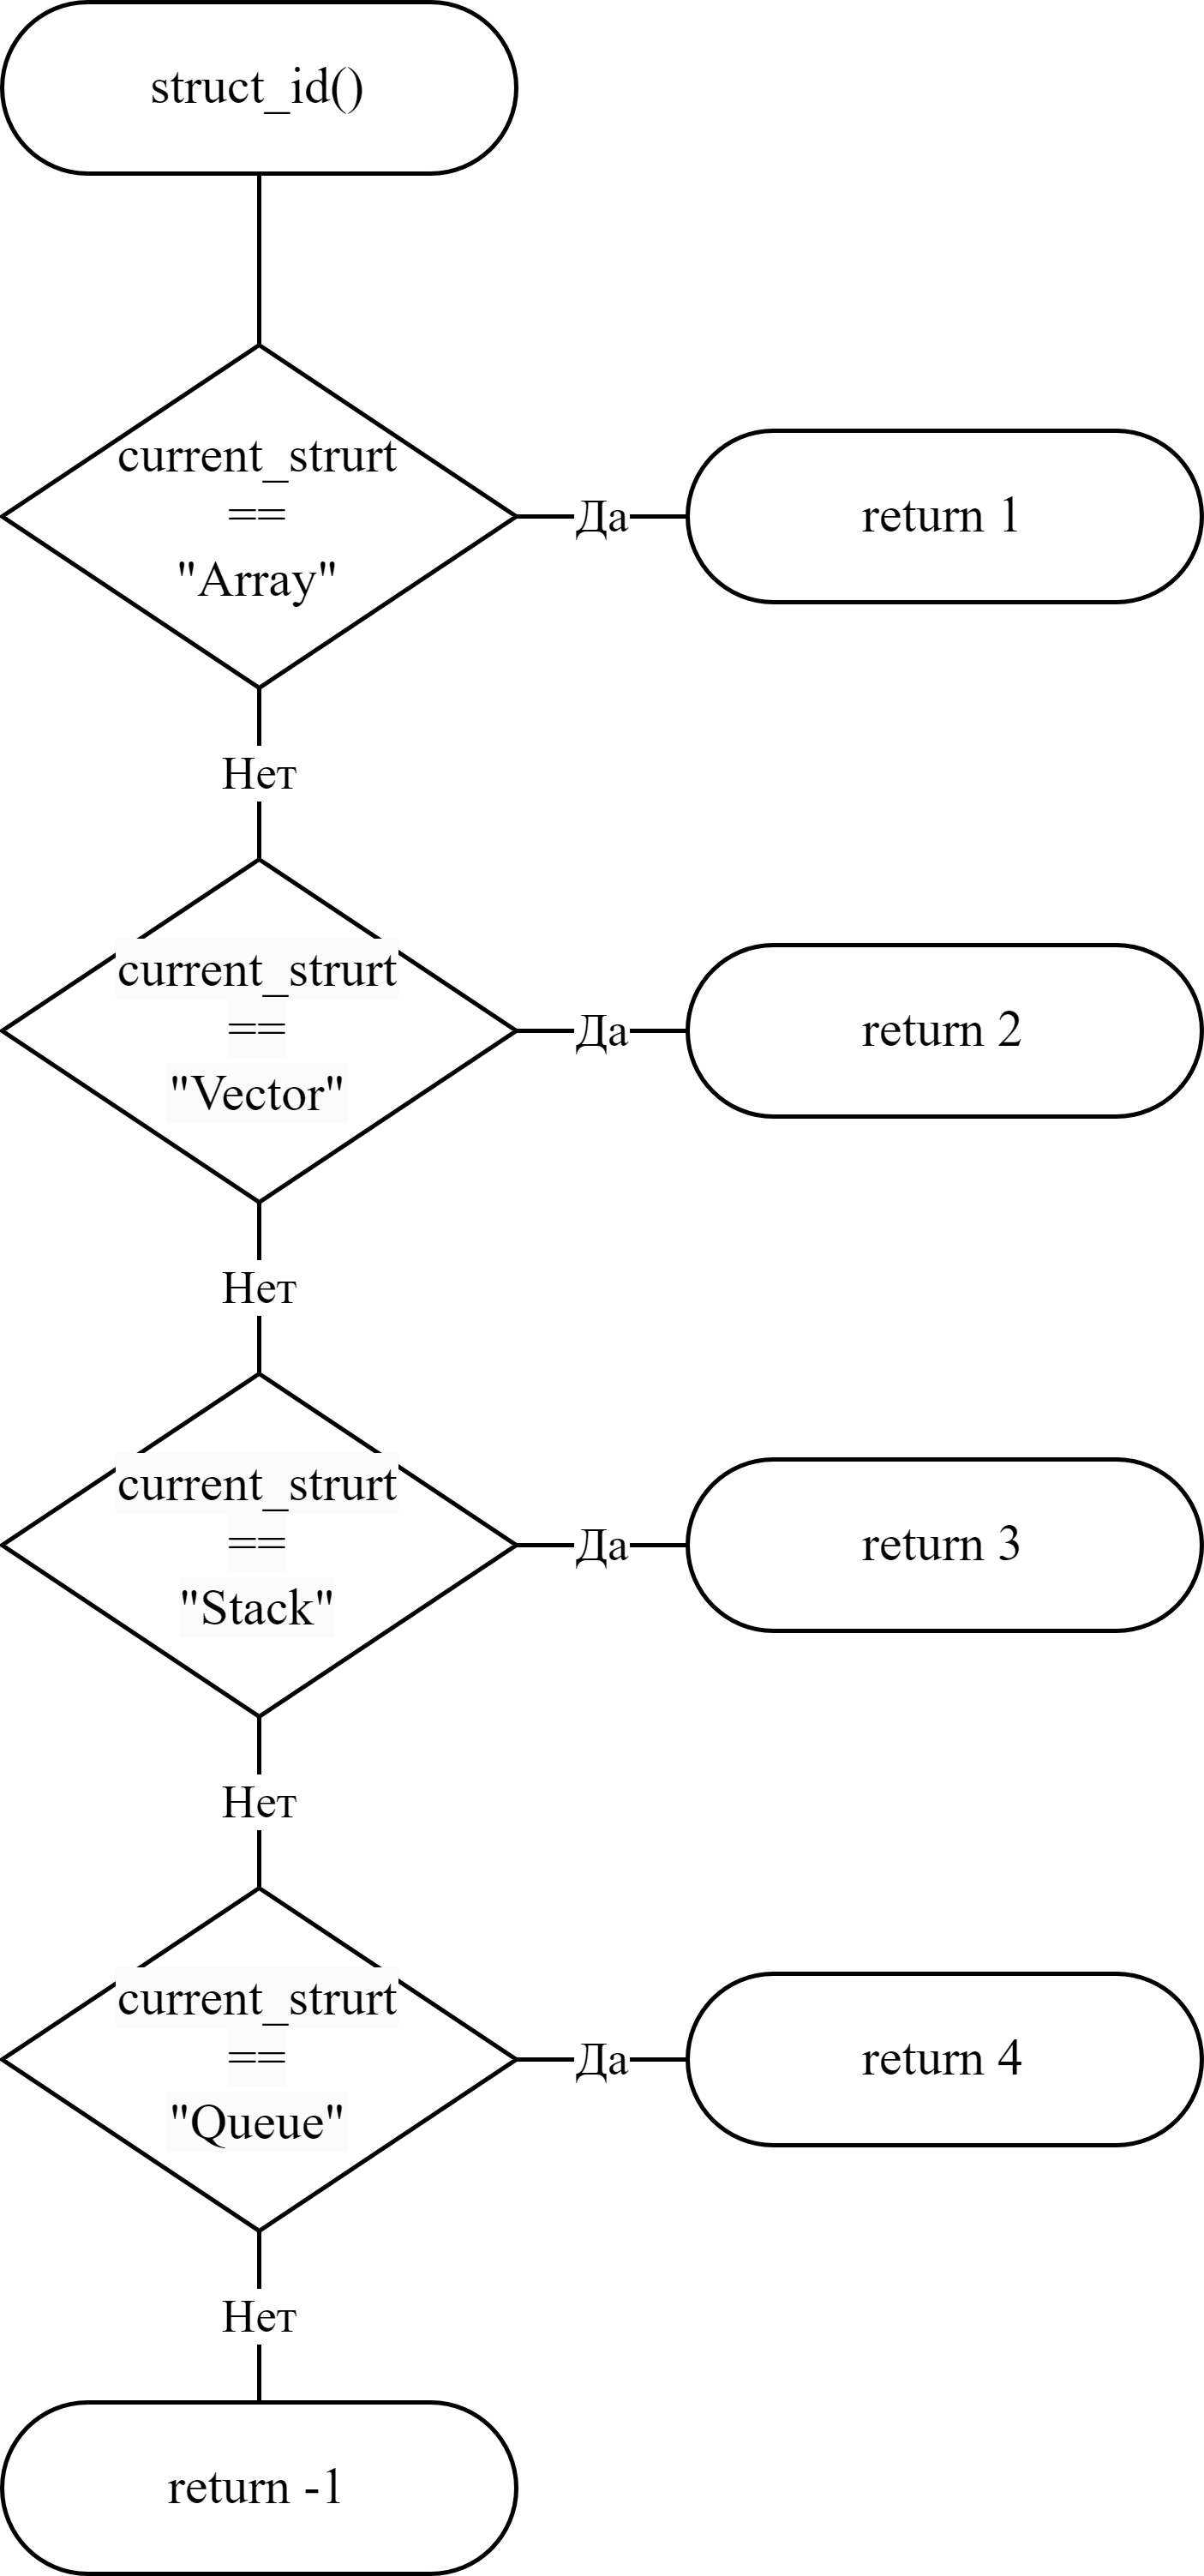 struct_id()
current_strurt
==
"Array"
Да
return 1
Нет
current_strurt
==
"Vector"
Да
return 2
Нет
current_strurt
==
"Stack"
Да
return 3
Нет
current_strurt
==
"Queue"
Да
return 4
Нет
return -1